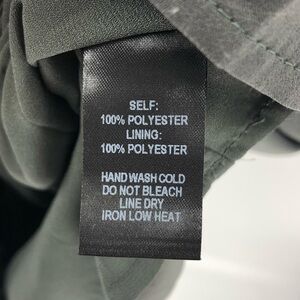 SELF:
100% POLYESTER
LINING:
100% POLYESTER
HAND WASH COLD
DO NOT BLEACH
LINE DRY
IRON LOW HEAT